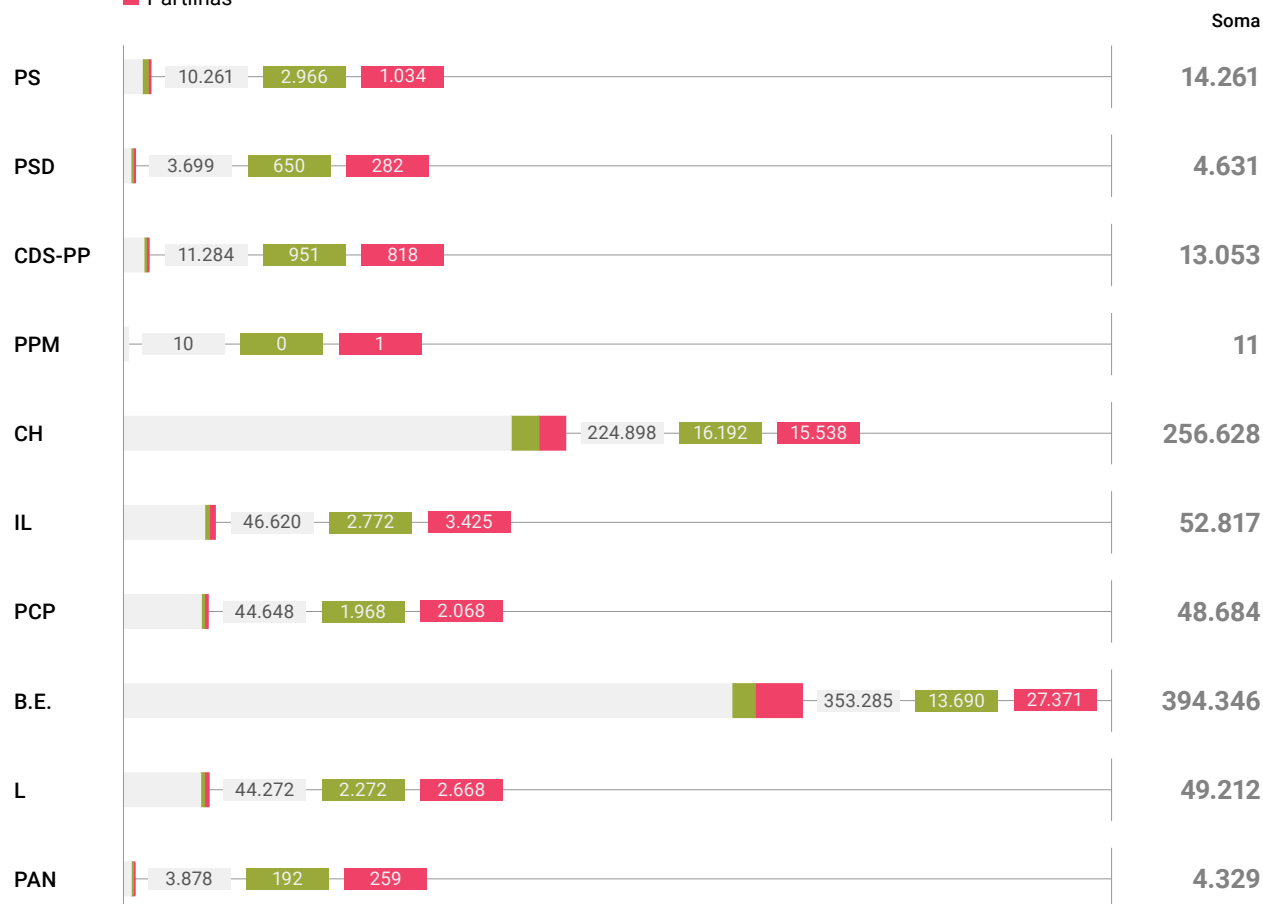 Partilhas
Soma
PS 10.261 2.966 1.034 14.261
PSD 3.699 650 282 4.631
CDS-PP 11.284 951 818 13.053
PPM 10 0 1 11
CH 224.898 16.192 15.538 256.628
IL 46.620 2.772 3.425 52.817
PCP 44.648 1.968 2.068 48.684
B.E. 353.285 13.690 27.371 394.346
L 44.272 2.272 2.668 49.212
PAN 3.878 192 259 4.329